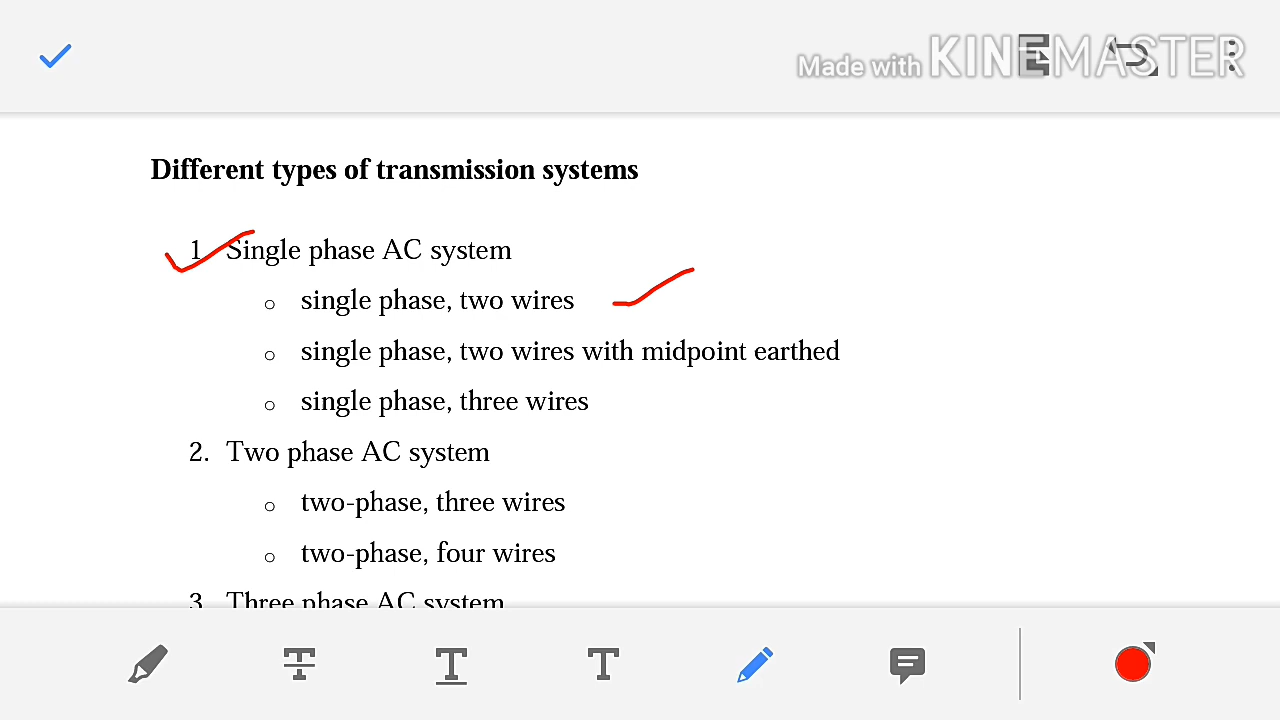 Made with KINEMASTER
Different types of transmission systems
1. Single phase AC system
○ single phase, two wires
○ single phase, two wires with midpoint earthed
○ single phase, three wires
2. Two phase AC system
○ two-phase, three wires
○ two-phase, four wires
3. Three phase AC system